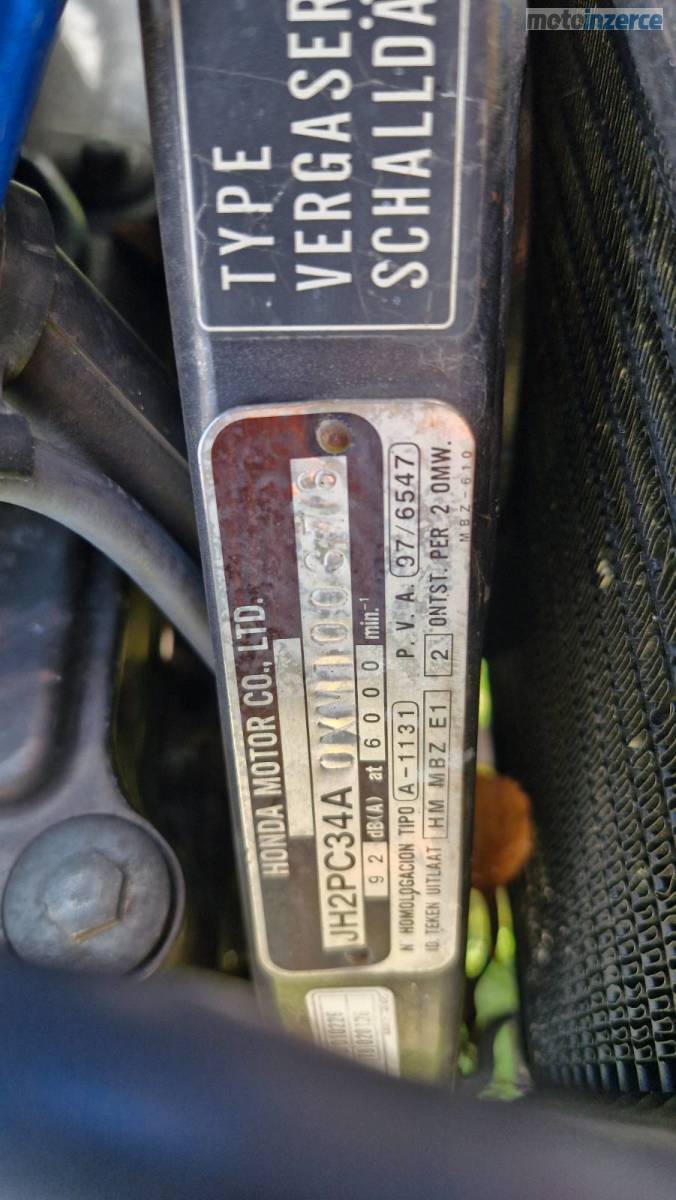 motoinzerce
TYPE
VERGASER
SCHALLDÄ
HONDA MOTOR CO., LTD.
JH2PC34A
92 dB(A) at 6000 min.-1
N° HOMOLOGACION TIPO A-1131 P. V. A. 97/6547
ID. TEKEN UITLAAT HM MBZ E1 2 ONTST. PER 2 OMW.
MBZ-610